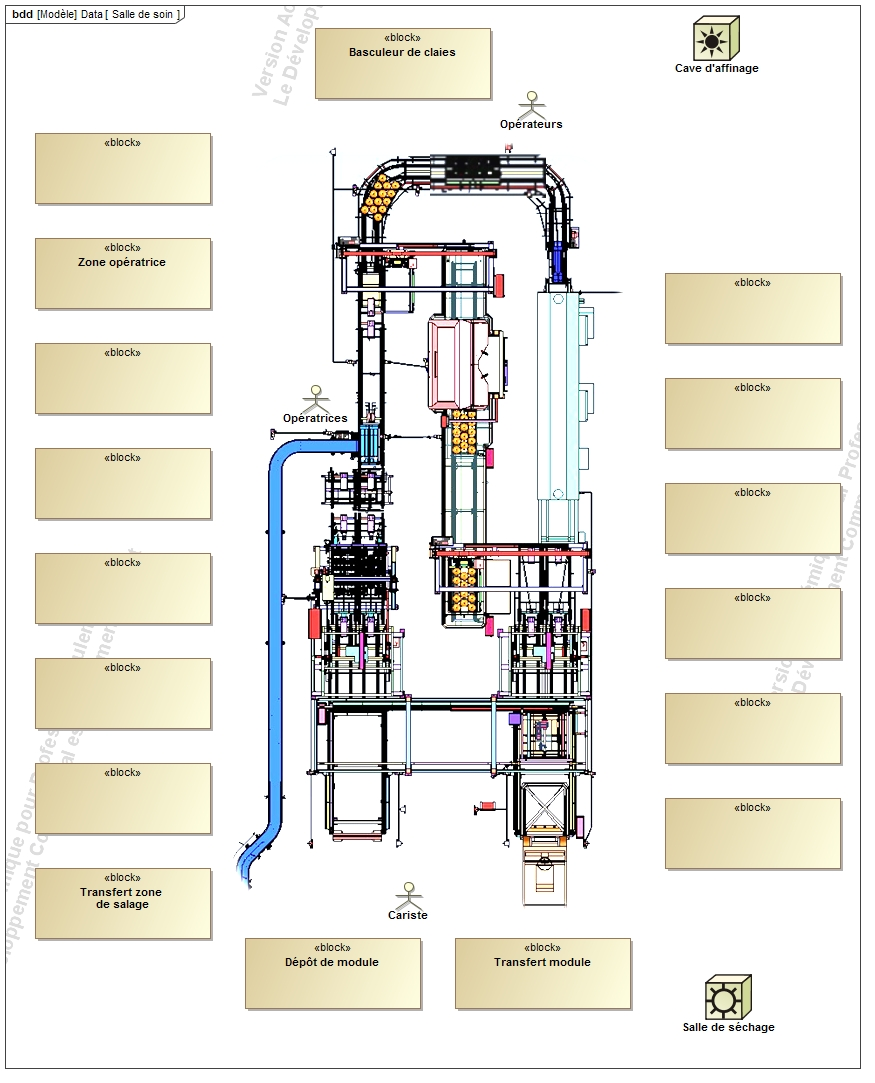 bdd [Modèle] Data [ Salle de soin ]
«block»
Basculeur de claies
Cave d'affinage
Opérateurs
«block»
«block»
Zone opératrice
«block»
«block»
«block»
Opératrices
«block»
«block»
«block»
«block»
«block»
«block»
«block»
«block»
«block»
«block»
Transfert zone
de salage
Cariste
«block»
Dépôt de module
«block»
Transfert module
Salle de séchage